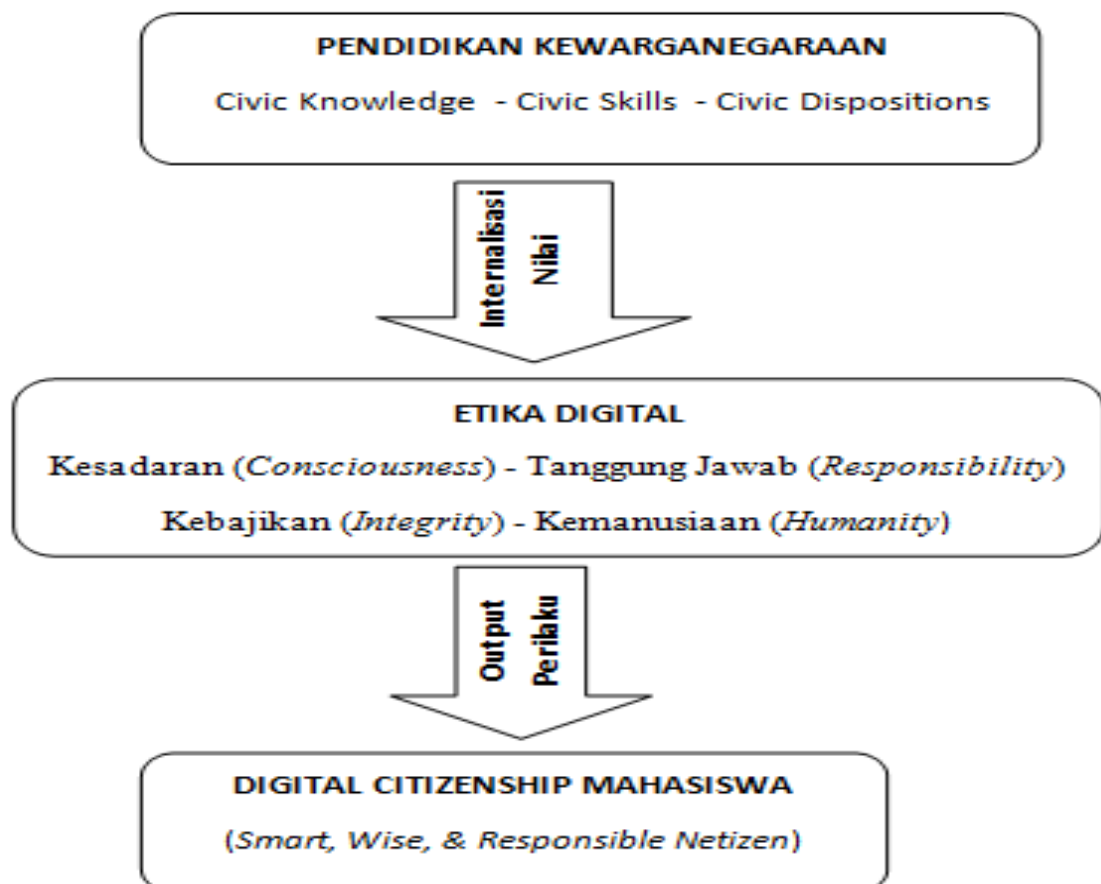 PENDIDIKAN KEWARGANEGARAAN
Civic Knowledge - Civic Skills - Civic Dispositions
Internalisasi
Nilai
ETIKA DIGITAL
Kesadaran (Consciousness) - Tanggung Jawab (Responsibility)
Kebajikan (Integrity) - Kemanusiaan (Humanity)
Output
Perilaku
DIGITAL CITIZENSHIP MAHASISWA
(Smart, Wise, & Responsible Netizen)